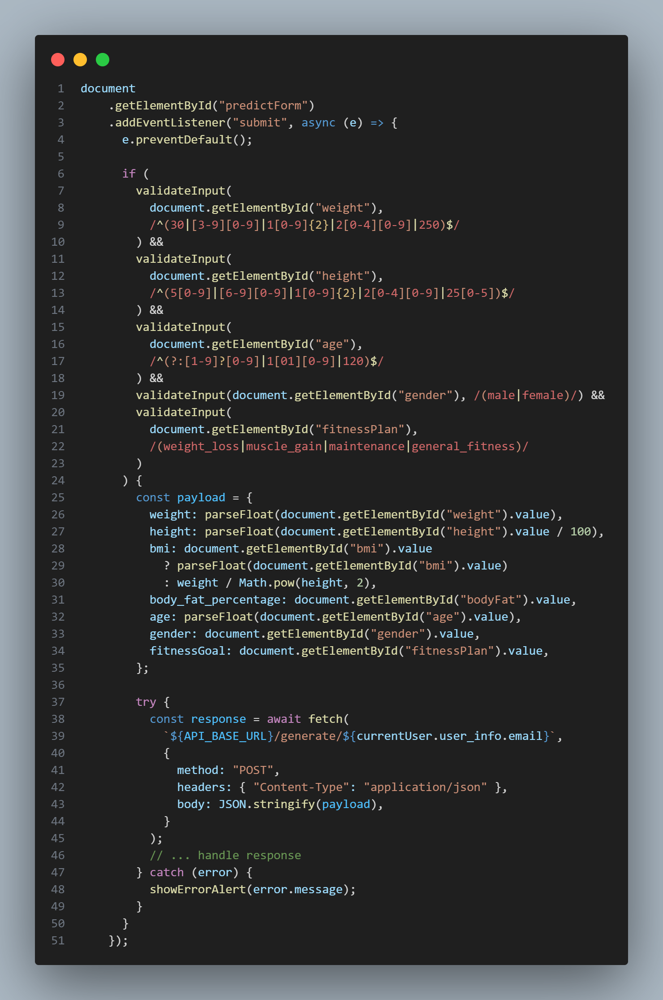 1 document
2     .getElementById("predictForm")
3     .addEventListener("submit", async (e) => {
4       e.preventDefault();
5
6       if (
7         validateInput(
8           document.getElementById("weight"),
9           /^(30|[3-9][0-9]|1[0-9]{2}|2[0-4][0-9]|250)$/
10         ) &&
11         validateInput(
12           document.getElementById("height"),
13           /^(5[0-9]|[6-9][0-9]|1[0-9]{2}|2[0-4][0-9]|25[0-5])$/
14         ) &&
15         validateInput(
16           document.getElementById("age"),
17           /^(?:[1-9]?[0-9]|1[01][0-9]|120)$/
18         ) &&
19         validateInput(document.getElementById("gender"), /(male|female)/) &&
20         validateInput(
21           document.getElementById("fitnessPlan"),
22           /(weight_loss|muscle_gain|maintenance|general_fitness)/
23         )
24       ) {
25         const payload = {
26           weight: parseFloat(document.getElementById("weight").value),
27           height: parseFloat(document.getElementById("height").value / 100),
28           bmi: document.getElementById("bmi").value
29             ? parseFloat(document.getElementById("bmi").value)
30             : weight / Math.pow(height, 2),
31           body_fat_percentage: document.getElementById("bodyFat").value,
32           age: parseFloat(document.getElementById("age").value),
33           gender: document.getElementById("gender").value,
34           fitnessGoal: document.getElementById("fitnessPlan").value,
35         };
36
37         try {
38           const response = await fetch(
39             `${API_BASE_URL}/generate/${currentUser.user_info.email}`,
40             {
41               method: "POST",
42               headers: { "Content-Type": "application/json" },
43               body: JSON.stringify(payload),
44             }
45           );
46           // ... handle response
47         } catch (error) {
48           showErrorAlert(error.message);
49         }
50       }
51     });